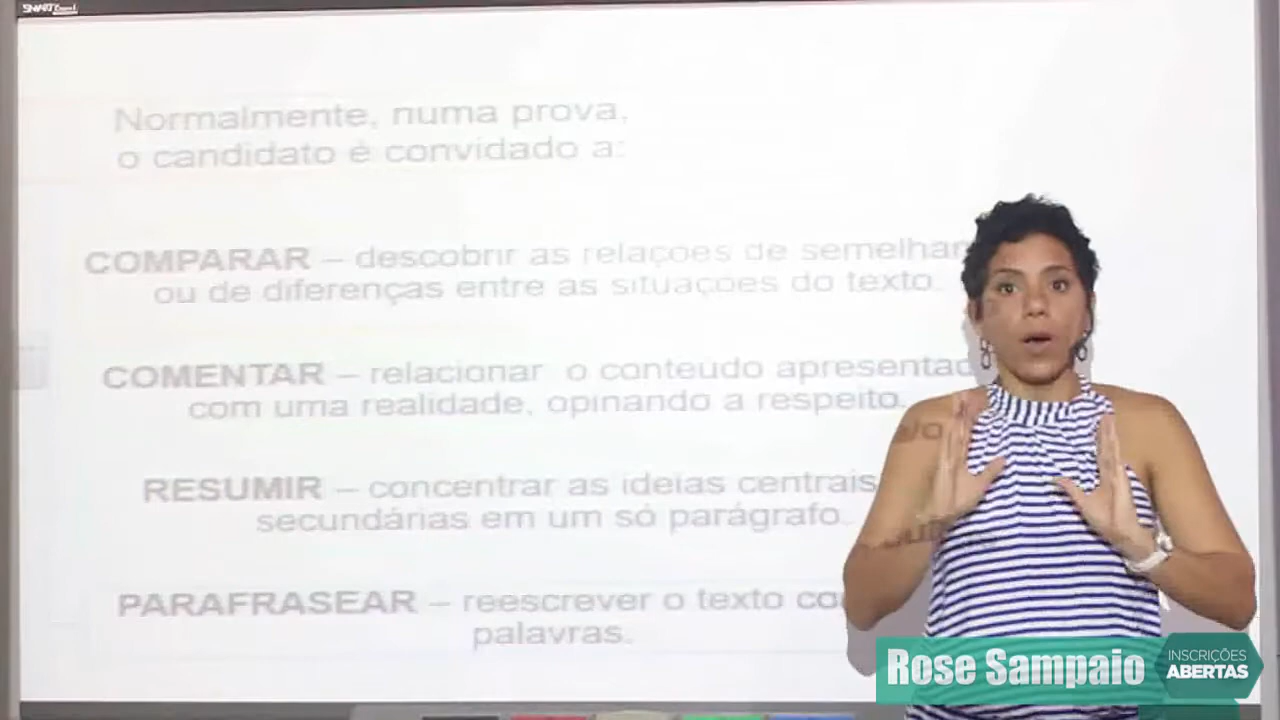 Normalmente, numa prova,
o candidato é convidado a:
COMPARAR – descobrir as relações de
ou de diferenças entre as situações do texto.
COMENTAR – relacionar o conteúdo
com uma realidade, opinando a respeito.
RESUMIR – concentrar as ideias centrais
secundárias em um só parágrafo.
PARAFRASEAR – reescrever o texto
palavras.
Rose Sampaio
INSCRIÇÕES
ABERTAS